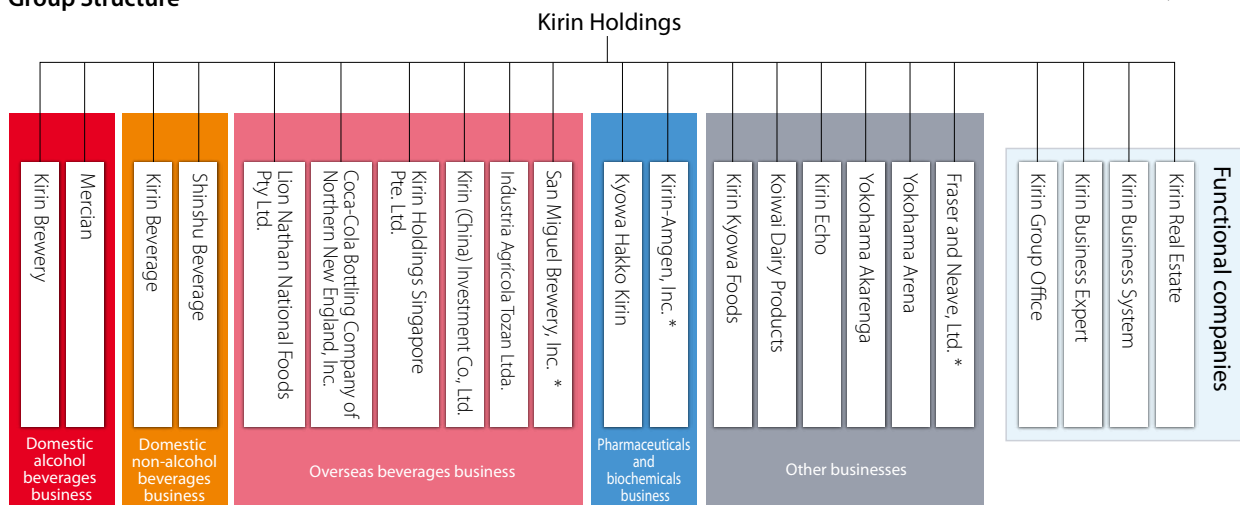 Group Structure
Kirin Holdings
Kirin Brewery
Mercian
Domestic
alcohol
beverages
business
Kirin Beverage
Shinshu Beverage
Domestic
non-alcohol
beverages
business
Lion Nathan National Foods
Pty Ltd.
Coca-Cola Bottling Company of
Northern New England, Inc.
Kirin Holdings Singapore
Pte. Ltd.
Kirin (China) Investment Co., Ltd.
Indústria Agrícola Tozan Ltda.
San Miguel Brewery, Inc. *
Overseas beverages business
Kyowa Hakko Kirin
Kirin-Amgen, Inc. *
Pharmaceuticals
and
biochemicals
business
Kirin Kyowa Foods
Koiwai Dairy Products
Kirin Echo
Yokohama Akarenga
Yokohama Arena
Fraser and Neave, Ltd. *
Other businesses
Kirin Group Office
Kirin Business Expert
Kirin Business System
Kirin Real Estate
Functional companies